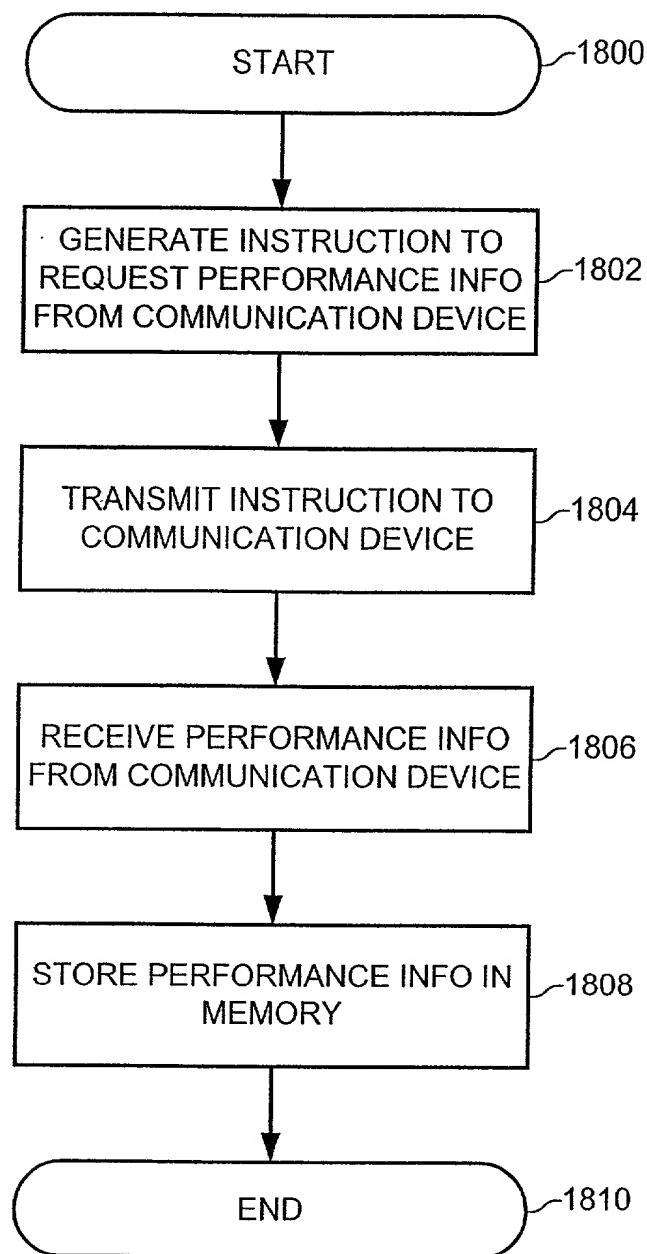 START
1800
GENERATE INSTRUCTION TO
REQUEST PERFORMANCE INFO
FROM COMMUNICATION DEVICE
1802
TRANSMIT INSTRUCTION TO
COMMUNICATION DEVICE
1804
RECEIVE PERFORMANCE INFO
FROM COMMUNICATION DEVICE
1806
STORE PERFORMANCE INFO IN
MEMORY
1808
END
1810